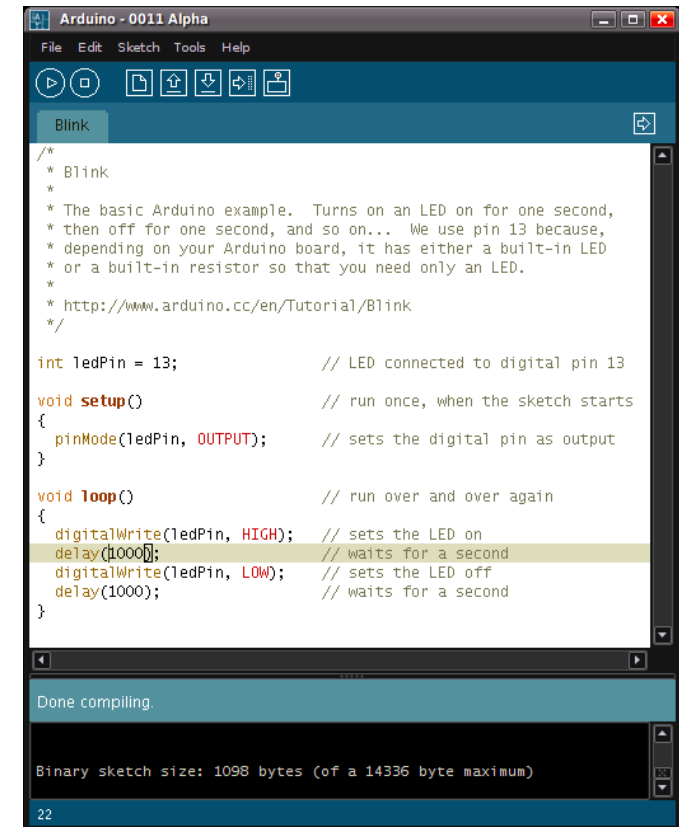 Arduino - 0011 Alpha
File Edit Sketch Tools Help
Blink
/*
 * Blink
 *
 * The basic Arduino example.  Turns on an LED on for one second,
 * then off for one second, and so on...  We use pin 13 because,
 * depending on your Arduino board, it has either a built-in LED
 * or a built-in resistor so that you need only an LED.
 *
 * http://www.arduino.cc/en/Tutorial/Blink
 */
int ledPin = 13;                // LED connected to digital pin 13
void setup()                    // run once, when the sketch starts
{
  pinMode(ledPin, OUTPUT);      // sets the digital pin as output
}
void loop()                     // run over and over again
{
  digitalWrite(ledPin, HIGH);   // sets the LED on
  delay(1000);                  // waits for a second
  digitalWrite(ledPin, LOW);    // sets the LED off
  delay(1000);                  // waits for a second
}
Done compiling.
Binary sketch size: 1098 bytes (of a 14336 byte maximum)
22